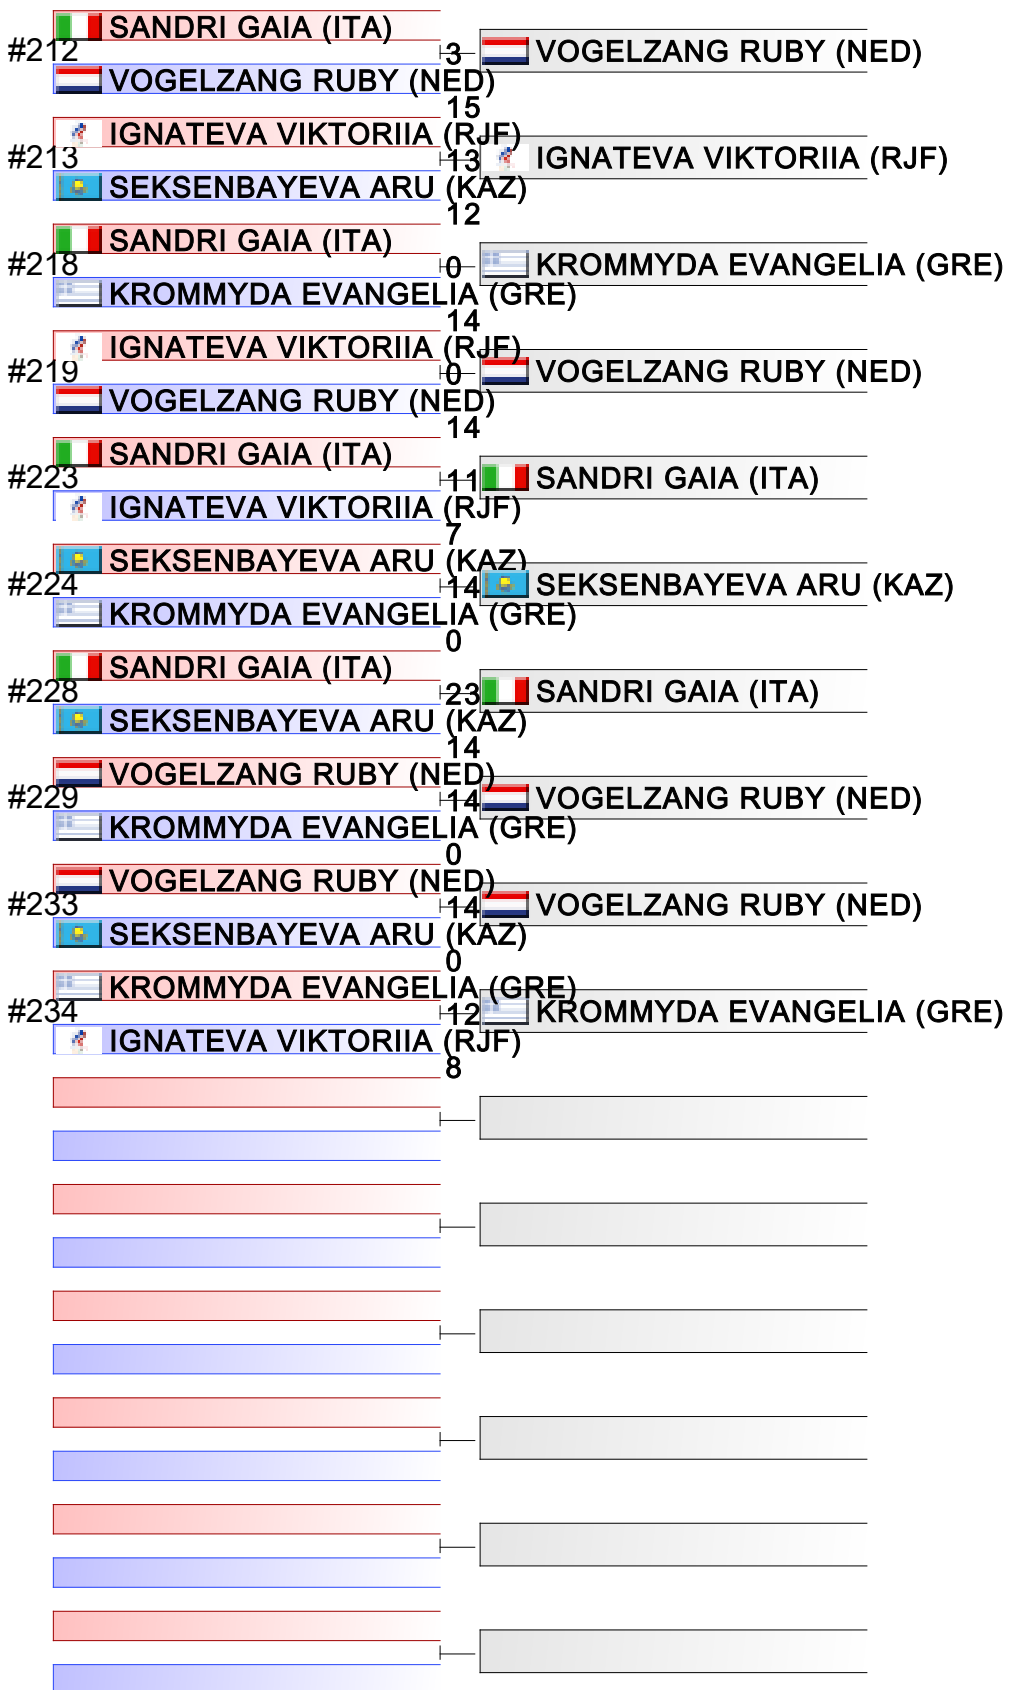 SANDRI GAIA (ITA)
#212
3
VOGELZANG RUBY (NED)
VOGELZANG RUBY (NED)
15
IGNATEVA VIKTORIIA (RJF)
#213
13
IGNATEVA VIKTORIIA (RJF)
SEKSENBAYEVA ARU (KAZ)
12
SANDRI GAIA (ITA)
#218
0
KROMMYDA EVANGELIA (GRE)
KROMMYDA EVANGELIA (GRE)
14
IGNATEVA VIKTORIIA (RJF)
#219
0
VOGELZANG RUBY (NED)
VOGELZANG RUBY (NED)
14
SANDRI GAIA (ITA)
#223
11
SANDRI GAIA (ITA)
IGNATEVA VIKTORIIA (RJF)
7
SEKSENBAYEVA ARU (KAZ)
#224
14
SEKSENBAYEVA ARU (KAZ)
KROMMYDA EVANGELIA (GRE)
0
SANDRI GAIA (ITA)
#228
23
SANDRI GAIA (ITA)
SEKSENBAYEVA ARU (KAZ)
14
VOGELZANG RUBY (NED)
#229
14
VOGELZANG RUBY (NED)
KROMMYDA EVANGELIA (GRE)
0
VOGELZANG RUBY (NED)
#233
14
VOGELZANG RUBY (NED)
SEKSENBAYEVA ARU (KAZ)
0
KROMMYDA EVANGELIA (GRE)
#234
12
KROMMYDA EVANGELIA (GRE)
IGNATEVA VIKTORIIA (RJF)
8